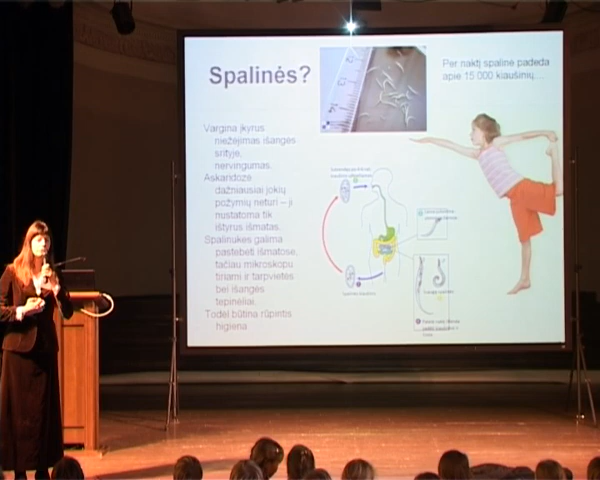 Spalinės?
Per naktį spalinė padeda
apie 15 000 kiaušinių...
Vargina įkyrus
niežėjimas išangės
srityje,
nervingumas.
Askaridozė
dažniausiai jokių
požymių neturi – ji
nustatoma tik
ištyrus išmatas.
Spalinukes galima
pastebėti išmatose,
tačiau mikroskopu
tiriami ir tarpvietės
bei išangės
tepinėliai.
Todėl būtina rūpintis
higiena